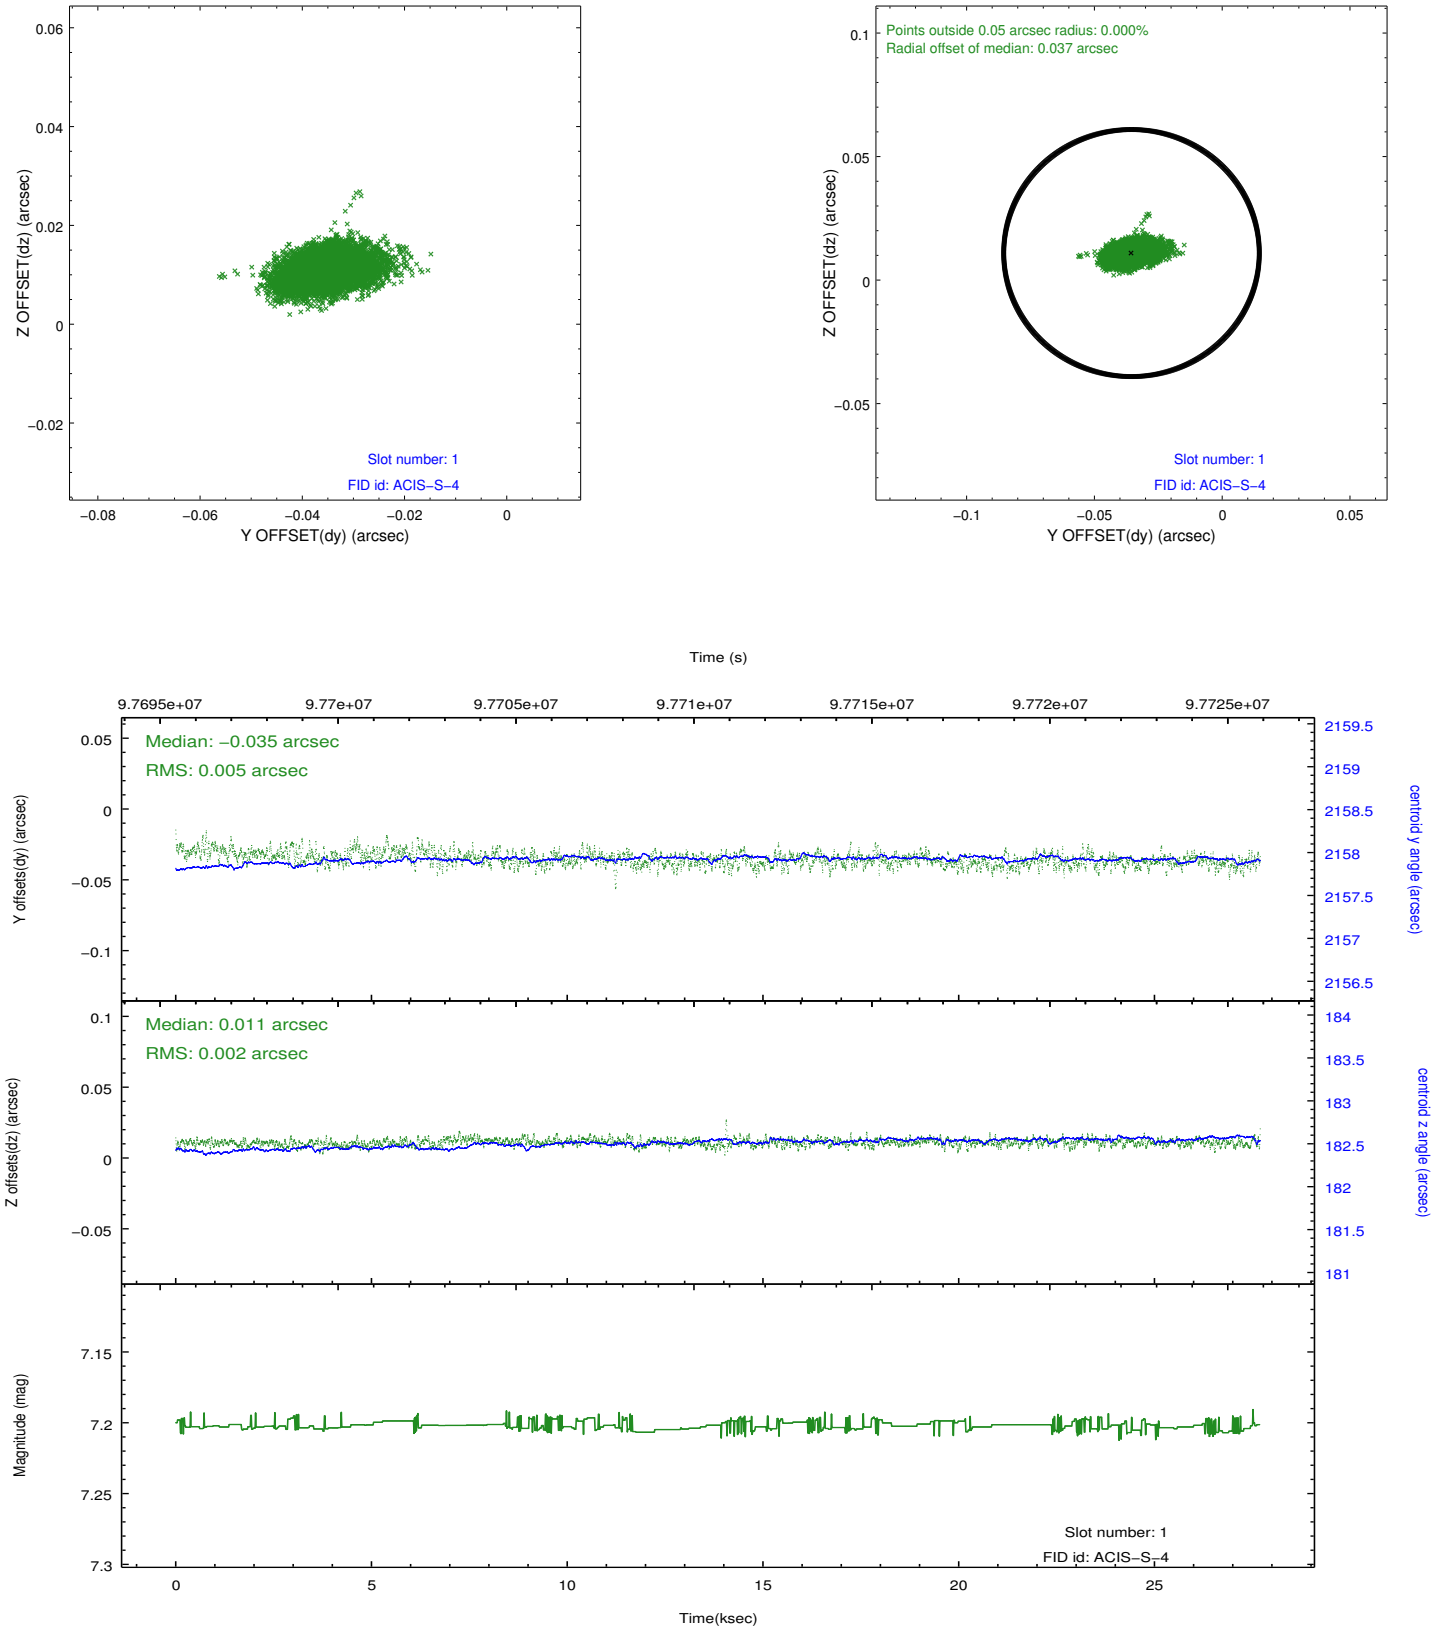 0.06
0.04
0.02
0
−0.02
Z OFFSET(dz) (arcsec)
Slot number: 1
FID id: ACIS−S−4
−0.08 −0.06 −0.04 −0.02 0
Y OFFSET(dy) (arcsec)
Points outside 0.05 arcsec radius: 0.000%
Radial offset of median: 0.037 arcsec
0.1
0.05
0
−0.05
Z OFFSET(dz) (arcsec)
Slot number: 1
FID id: ACIS−S−4
−0.1 −0.05 0 0.05
Y OFFSET(dy) (arcsec)
Time (s)
9.7695e+07 9.77e+07 9.7705e+07 9.771e+07 9.7715e+07 9.772e+07 9.7725e+07
Median: −0.035 arcsec
RMS: 0.005 arcsec
0.05
0
−0.05
−0.1
Y offsets(dy) (arcsec)
2159.5
2159
2158.5
2158
2157.5
2157
2156.5
centroid y angle (arcsec)
Median: 0.011 arcsec
RMS: 0.002 arcsec
0.1
0.05
0
−0.05
Z offsets(dz) (arcsec)
184
183.5
183
182.5
182
181.5
181
centroid z angle (arcsec)
7.15
7.2
7.25
7.3
Magnitude (mag)
Slot number: 1
FID id: ACIS−S−4
0 5 10 15 20 25
Time(ksec)